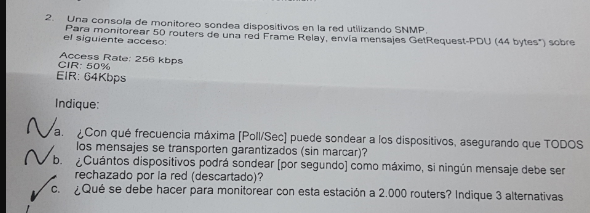 2. Una consola de monitoreo sondea dispositivos en la red utilizando SNMP.
Para monitorear 50 routers de una red Frame Relay, envía mensajes GetRequest-PDU (44 bytes*) sobre
el siguiente acceso:
Access Rate: 256 kbps
CIR: 50%
EIR: 64Kbps
Indique:
a. ¿Con qué frecuencia máxima [Poll/Sec] puede sondear a los dispositivos, asegurando que TODOS
los mensajes se transporten garantizados (sin marcar)?
b. ¿Cuántos dispositivos podrá sondear [por segundo] como máximo, si ningún mensaje debe ser
rechazado por la red (descartado)?
c. ¿Qué se debe hacer para monitorear con esta estación a 2.000 routers? Indique 3 alternativas